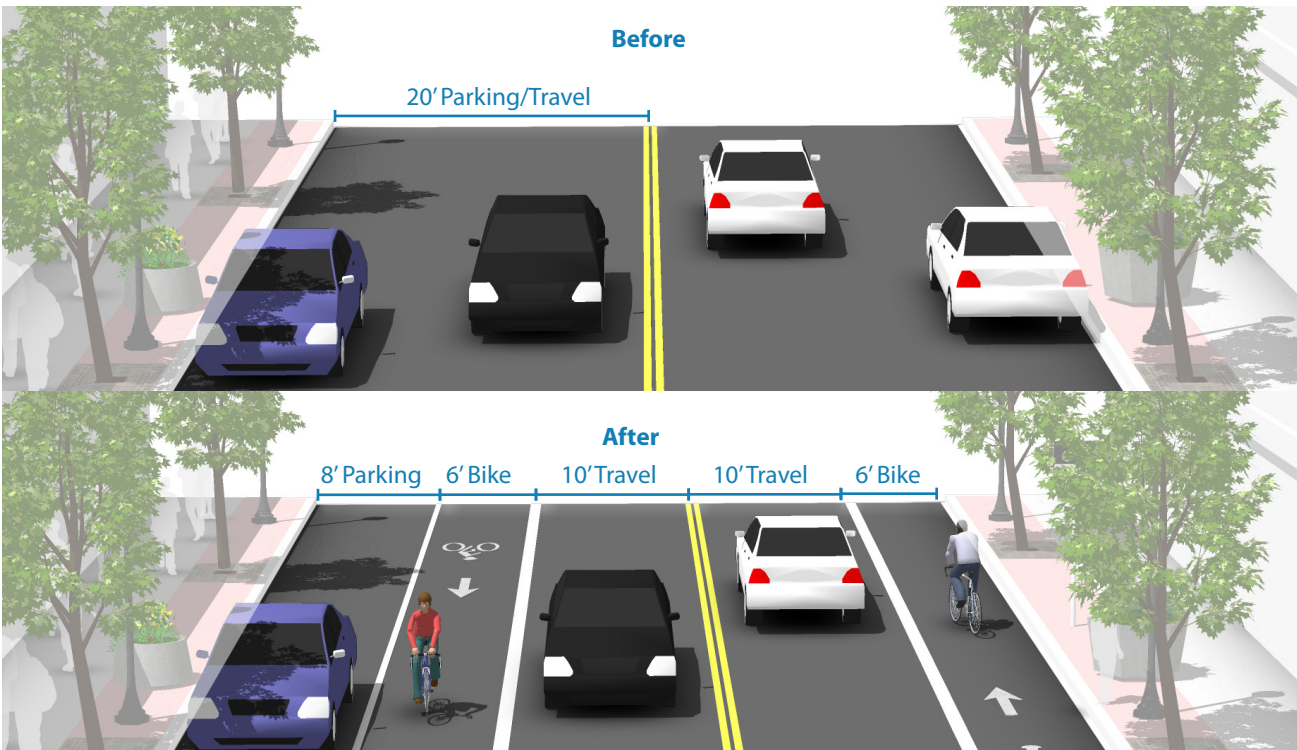 Before
20’ Parking/Travel
After
8’ Parking 6’ Bike 10’ Travel 10’ Travel 6’ Bike